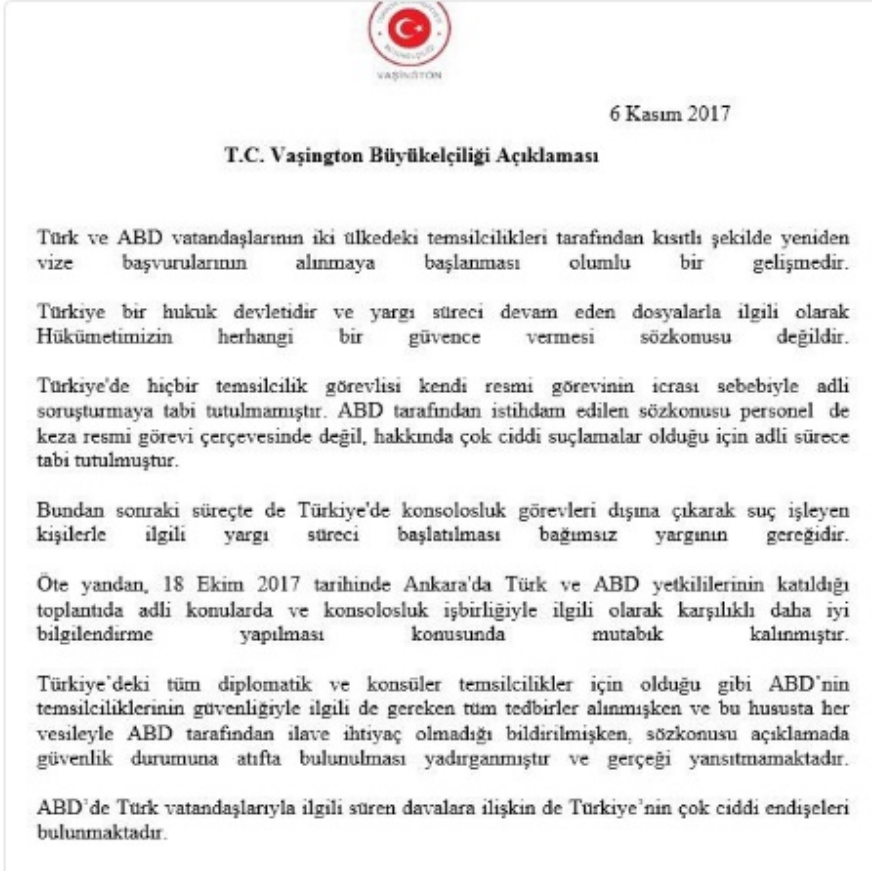 VAŞİNGTON
6 Kasım 2017
T.C. Vaşington Büyükelçiliği Açıklaması
Türk ve ABD vatandaşlarının iki ülkedeki temsilcilikleri tarafından kısıtlı şekilde yeniden
vize başvurularının alınmaya başlanması olumlu bir gelişmedir.
Türkiye bir hukuk devletidir ve yargı süreci devam eden dosyalarla ilgili olarak
Hükümetimizin herhangi bir güvence vermesi sözkonusu değildir.
Türkiye'de hiçbir temsilcilik görevlisi kendi resmi görevinin icrası sebebiyle adli
soruşturmaya tabi tutulmamıştır. ABD tarafından istihdam edilen sözkonusu personel de
keza resmi görevi çerçevesinde değil, hakkında çok ciddi suçlamalar olduğu için adli sürece
tabi tutulmuştur.
Bundan sonraki süreçte de Türkiye'de konsolosluk görevleri dışına çıkarak suç işleyen
kişilerle ilgili yargı süreci başlatılması bağımsız yargının gereğidir.
Öte yandan, 18 Ekim 2017 tarihinde Ankara'da Türk ve ABD yetkililerinin katıldığı
toplantıda adli konularda ve konsolosluk işbirliğiyle ilgili olarak karşılıklı daha iyi
bilgilendirme yapılması konusunda mutabık kalınmıştır.
Türkiye'deki tüm diplomatik ve konsüler temsilcilikler için olduğu gibi ABD'nin
temsilciliklerinin güvenliğiyle ilgili de gereken tüm tedbirler alınmışken ve bu hususta her
vesileyle ABD tarafından ilave ihtiyaç olmadığı bildirilmişken, sözkonusu açıklamada
güvenlik durumuna atıfta bulunulması yadırganmıştır ve gerçeği yansıtmamaktadır.
ABD'de Türk vatandaşlarıyla ilgili süren davalara ilişkin de Türkiye'nin çok ciddi endişeleri
bulunmaktadır.